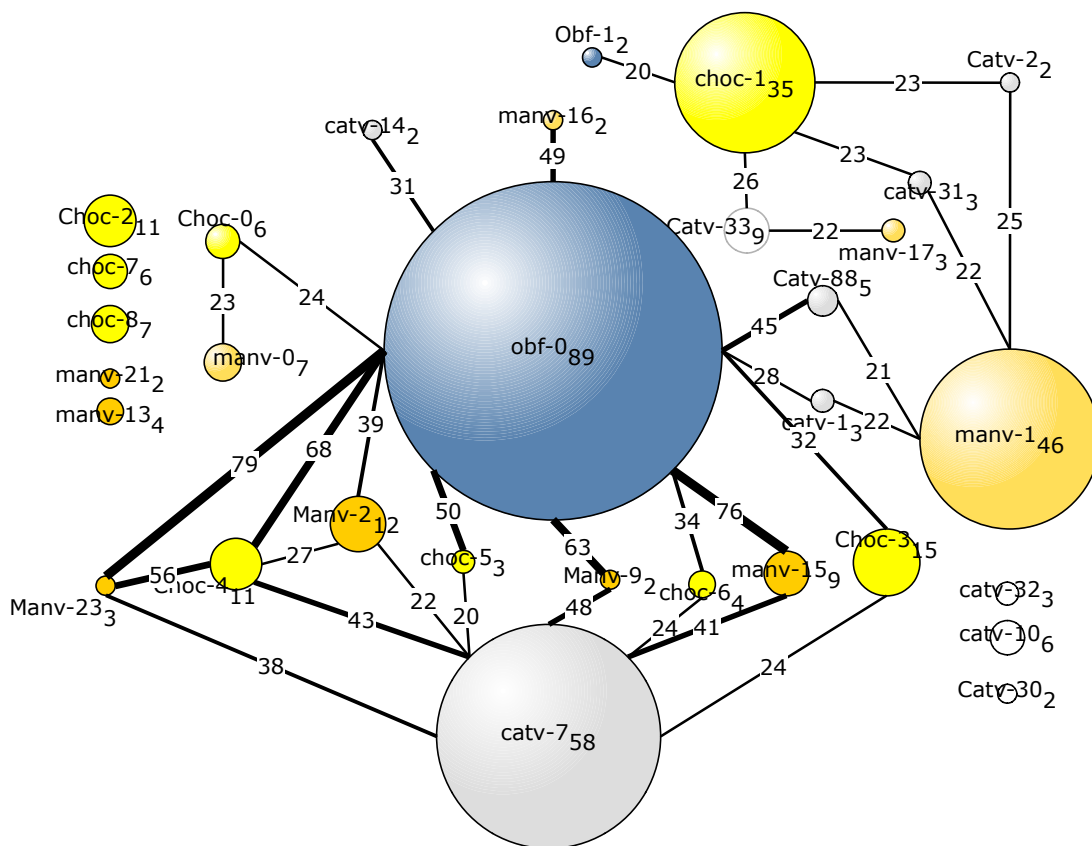 Obf-1₂
20
choc-1₃₅
23
Catv-2₂
catv-14₂
manv-16₂
49
31
23
26
catv-31₃
Choc-2₁₁
Choc-0₆
Catv-33₉
22
manv-17₃
25
choc-7₆
22
23
24
Catv-88₅
45
choc-8₇
obf-0₈₉
manv-0₇
28
21
manv-21₂
manv-13₄
39
catv-1₃
22
32
manv-1₄₆
79
68
Manv-2₁₂
50
76
34
27
63
Choc-3₁₅
choc-5₃
56
Choc-4₁₁
Manv-9₂
choc-6₄
manv-15₉
Manv-23₃
22
20
48
43
24
41
catv-32₃
catv-10₆
38
24
Catv-30₂
catv-7₅₈